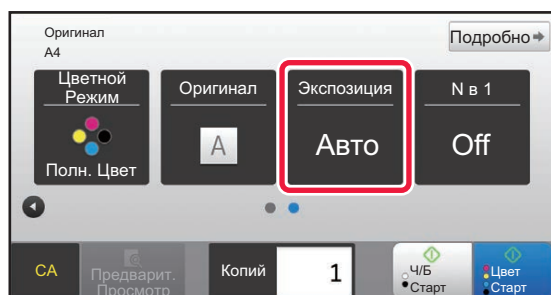 Оригинал
A4
Подробно
Цветной
Режим
Полн. Цвет
Оригинал
A
Экспозиция
Авто
N в 1
Off
CA
Предварит.
Просмотр
Копий
1
Ч/Б
Старт
Цвет
Старт